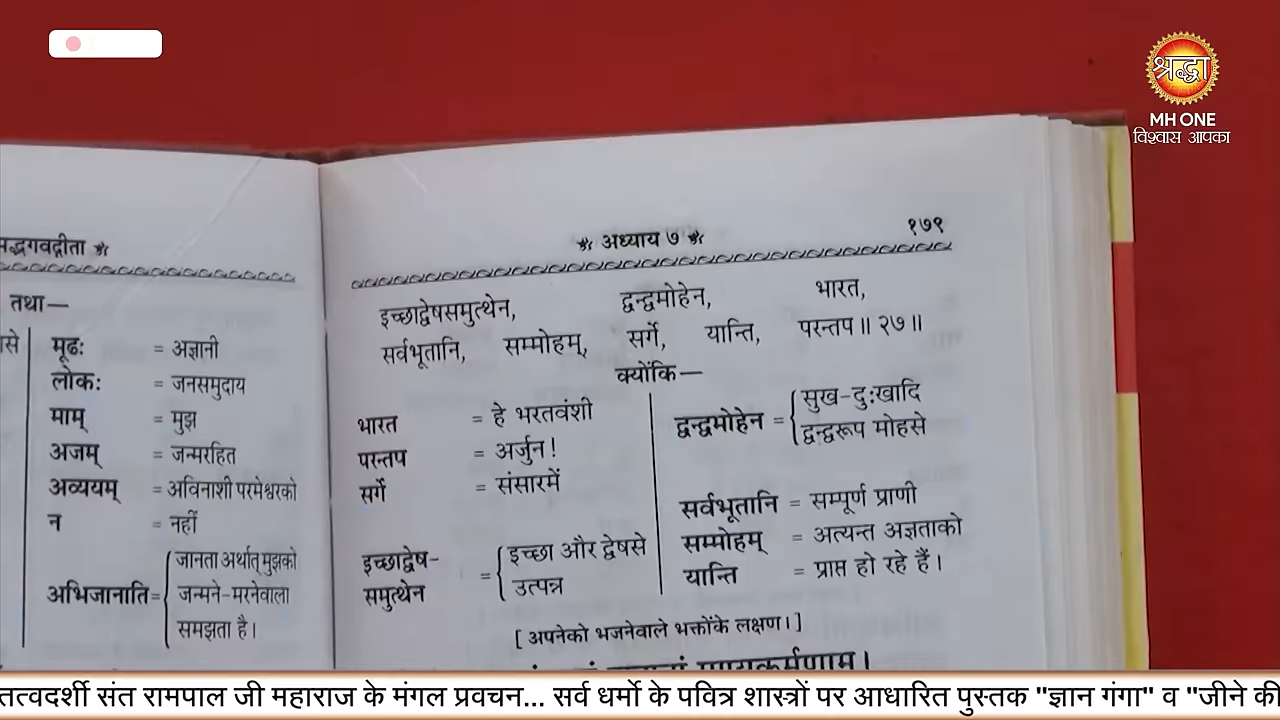 श्रद्धा
MH ONE
विश्वास आपका
मद्भगवद्गीता
तथा—
मूढः = अज्ञानी
लोकः = जनसमुदाय
माम् = मुझ
अजम् = जन्मरहित
अव्ययम् = अविनाशी परमेश्वरको
न = नहीं
अभिजानाति= जानता अर्थात् मुझको
जन्मने-मरनेवाला
समझता है।
अध्याय ७
१७९
इच्छाद्वेषसमुत्थेन, द्वन्द्वमोहेन, भारत,
सर्वभूतानि, सम्मोहम्, सर्गे, यान्ति, परन्तप॥ २७॥
क्योंकि—
भारत = हे भरतवंशी
परन्तप = अर्जुन!
सर्गे = संसारमें
इच्छाद्वेष-
समुत्थेन = इच्छा और द्वेषसे
उत्पन्न
द्वन्द्वमोहेन = सुख-दुःखादि
द्वन्द्वरूप मोहसे
सर्वभूतानि = सम्पूर्ण प्राणी
सम्मोहम् = अत्यन्त अज्ञताको
यान्ति = प्राप्त हो रहे हैं।
[ अपनेको भजनेवाले भक्तोंके लक्षण। ]
तत्वदर्शी संत रामपाल जी महाराज के मंगल प्रवचन... सर्व धर्मो के पवित्र शास्त्रों पर आधारित पुस्तक "ज्ञान गंगा" व "जीने की